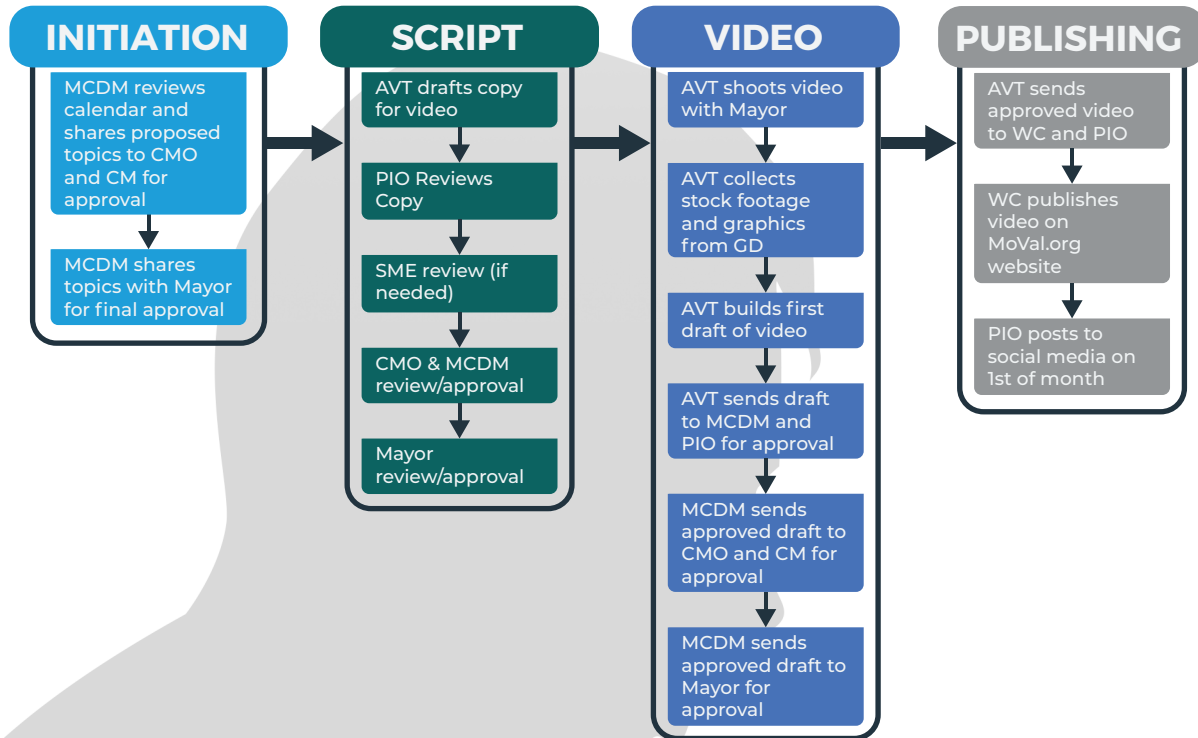 INITIATION
MCDM reviews
calendar and
shares proposed
topics to CMO
and CM for
approval
MCDM shares
topics with Mayor
for final approval
SCRIPT
AVT drafts copy
for video
PIO Reviews
Copy
SME review (if
needed)
CMO & MCDM
review/approval
Mayor
review/approval
VIDEO
AVT shoots video
with Mayor
AVT collects
stock footage
and graphics
from GD
AVT builds first
draft of video
AVT sends draft
to MCDM and
PIO for approval
MCDM sends
approved draft to
CMO and CM for
approval
MCDM sends
approved draft to
Mayor for
approval
PUBLISHING
AVT sends
approved video
to WC and PIO
WC publishes
video on
MoVal.org
website
PIO posts to
social media on
1st of month